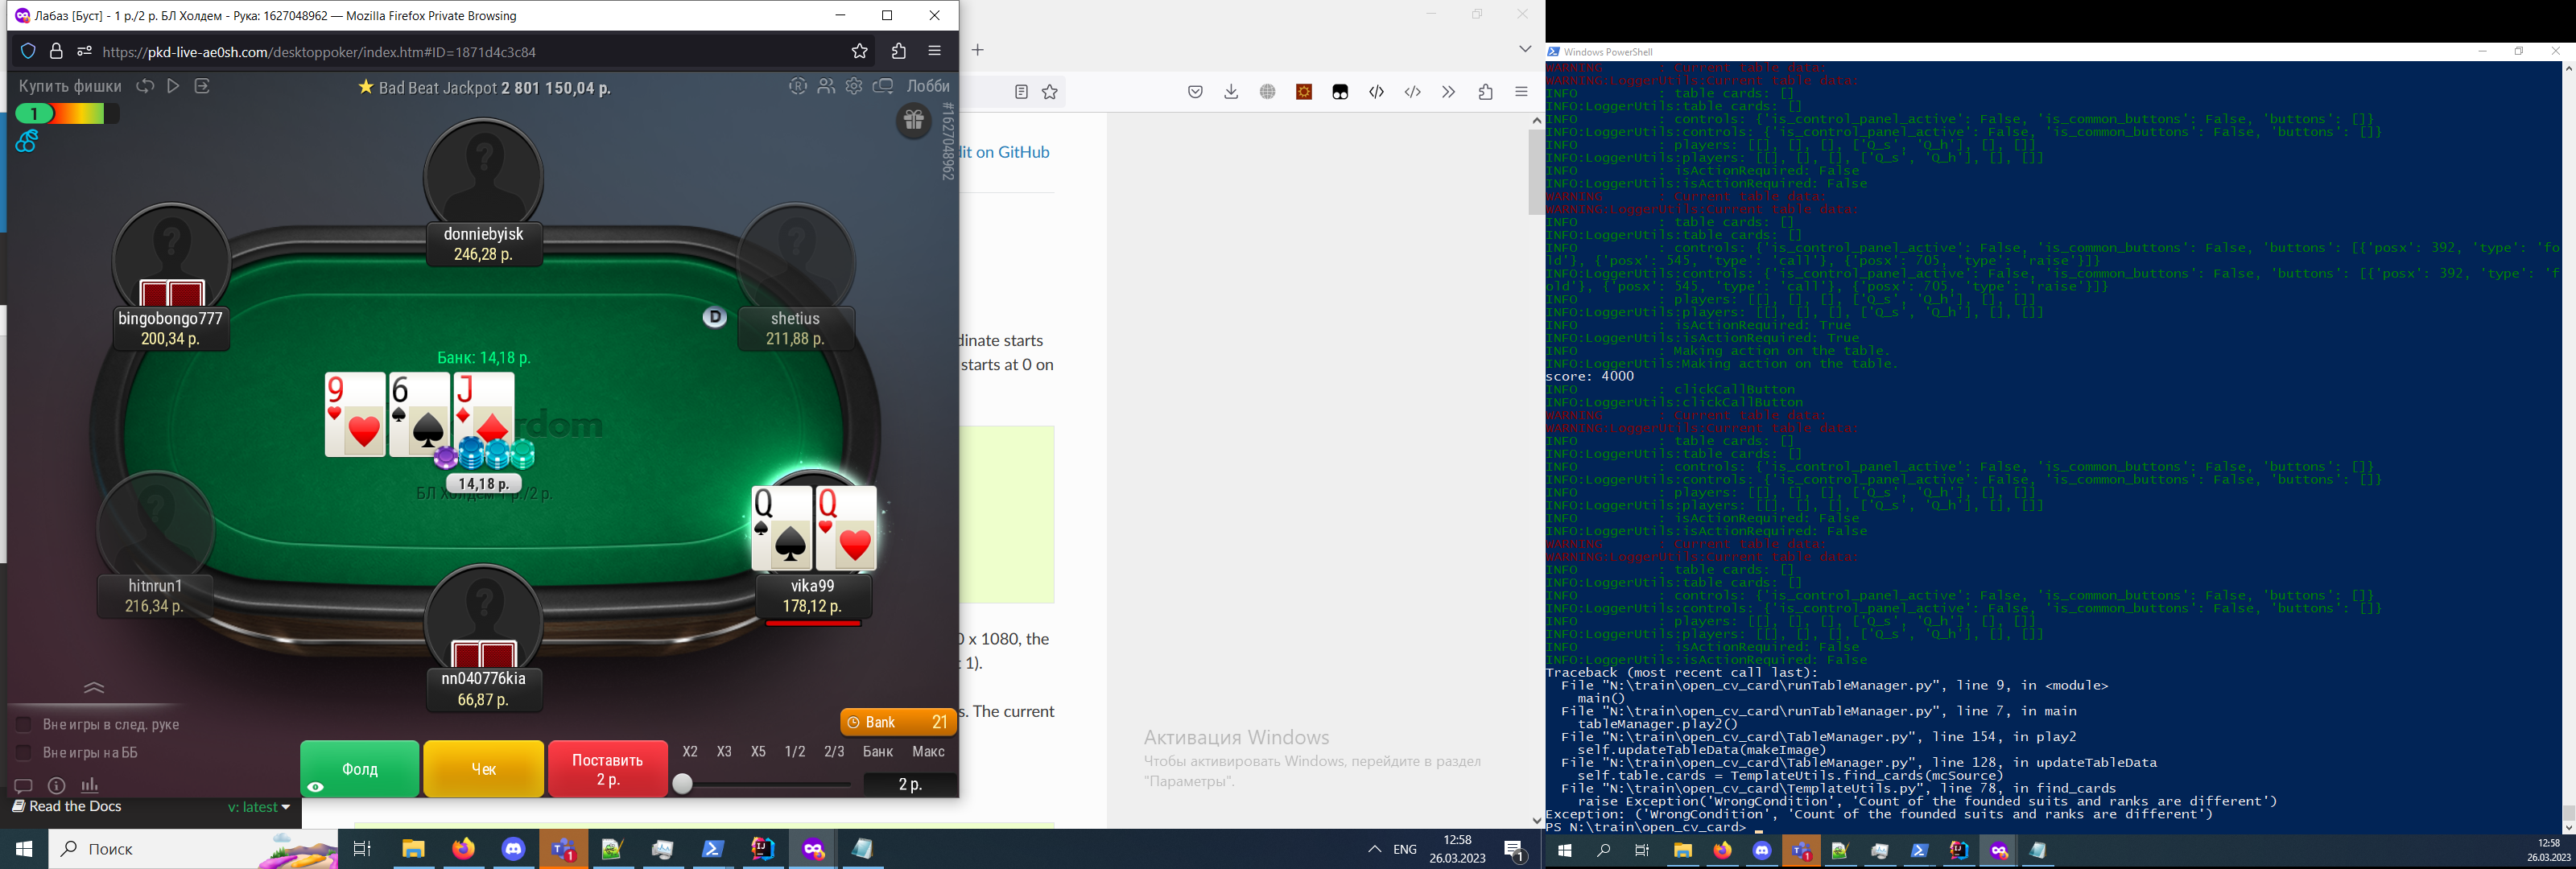 Лабаз [Буст] - 1 р./2 р. БЛ Холдем - Рука: 1627048962 — Mozilla Firefox Private Browsing
https://pkd-live-ae0sh.com/desktoppoker/index.htm#ID=1871d4c3c84
Купить фишки
Bad Beat Jackpot 2 801 150,04 р.
Лобби
1
#1627048962
donniebyisk
246,28 р.
bingobongo777
200,34 р.
D
shetius
211,88 р.
Банк: 14,18 р.
9
6
J
rdom
14,18 р.
БЛ Холдем 1 р./2 р.
Q
Q
hitnrun1
216,34 р.
vika99
178,12 р.
nn040776kia
66,87 р.
Вне игры в след. руке
Вне игры на ББ
Bank 21
Фолд
Чек
Поставить
2 р.
X2 X3 X5 1/2 2/3 Банк Макс
2 р.
Read the Docs
v: latest
dit on GitHub
dinate starts
starts at 0 on
0 x 1080, the
1).
s. The current
Активация Windows
Чтобы активировать Windows, перейдите в раздел
"Параметры".
Поиск
1
ENG
12:58
26.03.2023
1
Windows PowerShell
WARNING : Current table data:
WARNING:LoggerUtils:Current table data:
INFO : table cards: []
INFO:LoggerUtils:table cards: []
INFO : controls: {'is_control_panel_active': False, 'is_common_buttons': False, 'buttons': []}
INFO:LoggerUtils:controls: {'is_control_panel_active': False, 'is_common_buttons': False, 'buttons': []}
INFO : players: [[], [], [], ['Q_s', 'Q_h'], [], []]
INFO:LoggerUtils:players: [[], [], [], ['Q_s', 'Q_h'], [], []]
INFO : isActionRequired: False
INFO:LoggerUtils:isActionRequired: False
WARNING : Current table data:
WARNING:LoggerUtils:Current table data:
INFO : table cards: []
INFO:LoggerUtils:table cards: []
INFO : controls: {'is_control_panel_active': False, 'is_common_buttons': False, 'buttons': [{'posx': 392, 'type': 'fo
ld'}, {'posx': 545, 'type': 'call'}, {'posx': 705, 'type': 'raise'}]}
INFO:LoggerUtils:controls: {'is_control_panel_active': False, 'is_common_buttons': False, 'buttons': [{'posx': 392, 'type': 'f
old'}, {'posx': 545, 'type': 'call'}, {'posx': 705, 'type': 'raise'}]}
INFO : players: [[], [], [], ['Q_s', 'Q_h'], [], []]
INFO:LoggerUtils:players: [[], [], [], ['Q_s', 'Q_h'], [], []]
INFO : isActionRequired: True
INFO:LoggerUtils:isActionRequired: True
INFO : Making action on the table.
INFO:LoggerUtils:Making action on the table.
score: 4000
INFO : clickCallButton
INFO:LoggerUtils:clickCallButton
WARNING : Current table data:
WARNING:LoggerUtils:Current table data:
INFO : table cards: []
INFO:LoggerUtils:table cards: []
INFO : controls: {'is_control_panel_active': False, 'is_common_buttons': False, 'buttons': []}
INFO:LoggerUtils:controls: {'is_control_panel_active': False, 'is_common_buttons': False, 'buttons': []}
INFO : players: [[], [], [], ['Q_s', 'Q_h'], [], []]
INFO:LoggerUtils:players: [[], [], [], ['Q_s', 'Q_h'], [], []]
INFO : isActionRequired: False
INFO:LoggerUtils:isActionRequired: False
WARNING : Current table data:
WARNING:LoggerUtils:Current table data:
INFO : table cards: []
INFO:LoggerUtils:table cards: []
INFO : controls: {'is_control_panel_active': False, 'is_common_buttons': False, 'buttons': []}
INFO:LoggerUtils:controls: {'is_control_panel_active': False, 'is_common_buttons': False, 'buttons': []}
INFO : players: [[], [], [], ['Q_s', 'Q_h'], [], []]
INFO:LoggerUtils:players: [[], [], [], ['Q_s', 'Q_h'], [], []]
INFO : isActionRequired: False
INFO:LoggerUtils:isActionRequired: False
Traceback (most recent call last):
File "N:\train\open_cv_card\runTableManager.py", line 9, in <module>
main()
File "N:\train\open_cv_card\runTableManager.py", line 7, in main
tableManager.play2()
File "N:\train\open_cv_card\TableManager.py", line 154, in play2
self.updateTableData(makeImage)
File "N:\train\open_cv_card\TableManager.py", line 128, in updateTableData
self.table.cards = TemplateUtils.find_cards(mcSource)
File "N:\train\open_cv_card\TemplateUtils.py", line 78, in find_cards
raise Exception('WrongCondition', 'Count of the founded suits and ranks are different')
Exception: ('WrongCondition', 'Count of the founded suits and ranks are different')
PS N:\train\open_cv_card>
1
12:58
26.03.2023